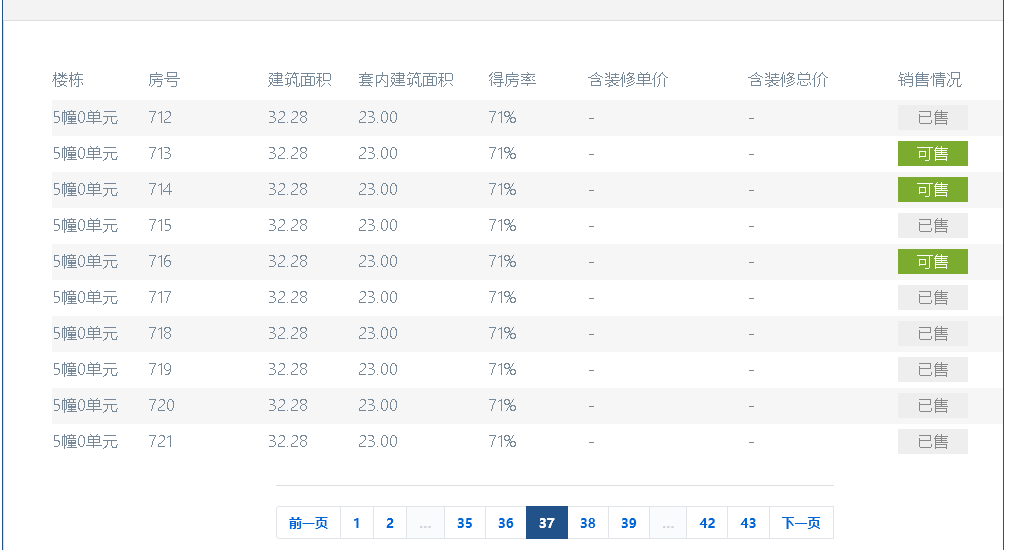 楼栋 房号 建筑面积 套内建筑面积 得房率 含装修单价 含装修总价 销售情况
5幢0单元 712 32.28 23.00 71% - - 已售
5幢0单元 713 32.28 23.00 71% - - 可售
5幢0单元 714 32.28 23.00 71% - - 可售
5幢0单元 715 32.28 23.00 71% - - 已售
5幢0单元 716 32.28 23.00 71% - - 可售
5幢0单元 717 32.28 23.00 71% - - 已售
5幢0单元 718 32.28 23.00 71% - - 已售
5幢0单元 719 32.28 23.00 71% - - 已售
5幢0单元 720 32.28 23.00 71% - - 已售
5幢0单元 721 32.28 23.00 71% - - 已售
前一页 1 2 ... 35 36 37 38 39 ... 42 43 下一页